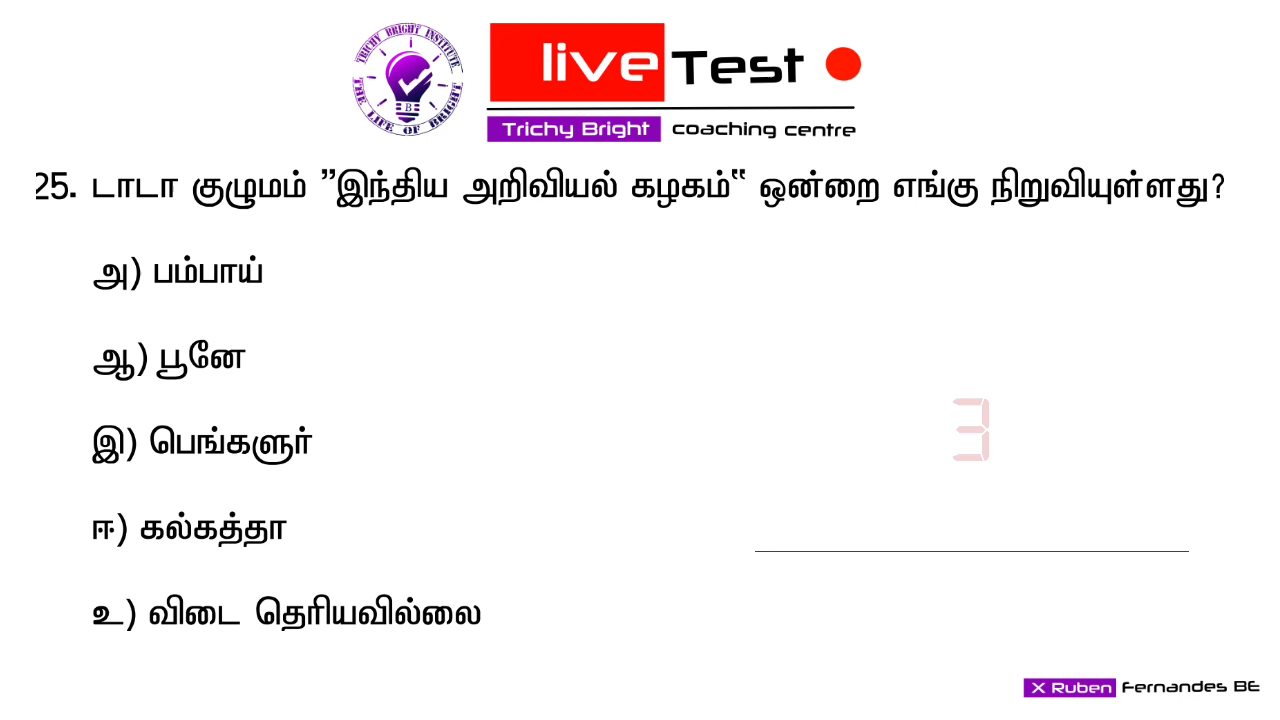 TRICHY BRIGHT INSTITUTE
THE LIFE OF BRIGHT
B
live Test
Trichy Bright coaching centre
25. டாடா குழுமம் "இந்திய அறிவியல் கழகம்" ஒன்றை எங்கு நிறுவியுள்ளது?
அ) பம்பாய்
ஆ) பூனே
இ) பெங்களுர்
3
ஈ) கல்கத்தா
உ) விடை தெரியவில்லை
X Ruben Fernandes BE